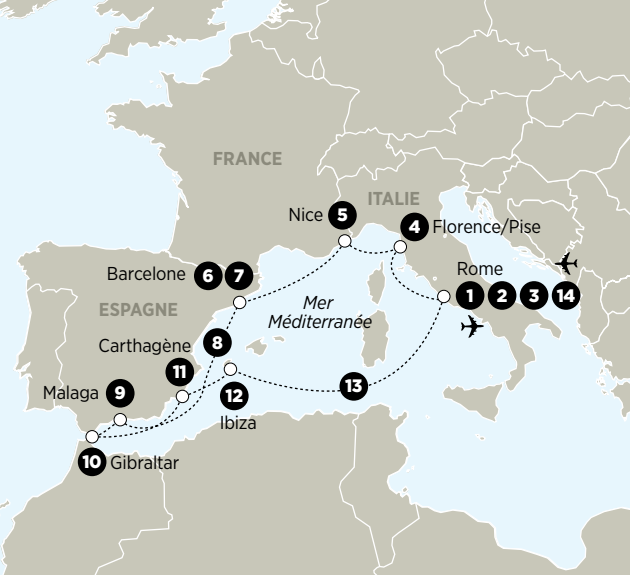 FRANCE
ITALIE
Nice 5
4 Florence/Pise
Barcelone 6 7
Rome
1 2 3 14
ESPAGNE
Mer
Méditerranée
8
Carthagène
11
13
Malaga 9
12
Ibiza
10 Gibraltar